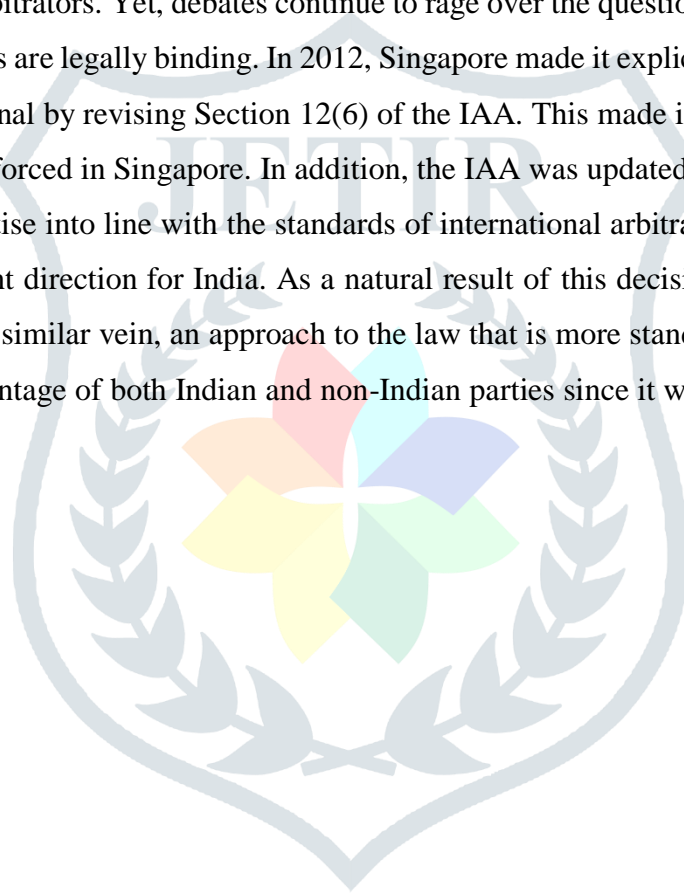 bitrators. Yet, debates continue to rage over the questio
s are legally binding. In 2012, Singapore made it explic
nal by revising Section 12(6) of the IAA. This made i
forced in Singapore. In addition, the IAA was updated
ise into line with the standards of international arbitra
nt direction for India. As a natural result of this decis
similar vein, an approach to the law that is more stand
ntage of both Indian and non-Indian parties since it w
JETIR